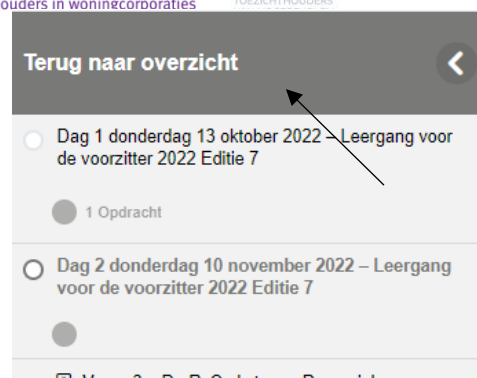 ouders in woningcorporaties
TOEZICHTHOUDERS
Terug naar overzicht
Dag 1 donderdag 13 oktober 2022 – Leergang voor
de voorzitter 2022 Editie 7
1 Opdracht
Dag 2 donderdag 10 november 2022 – Leergang
voor de voorzitter 2022 Editie 7